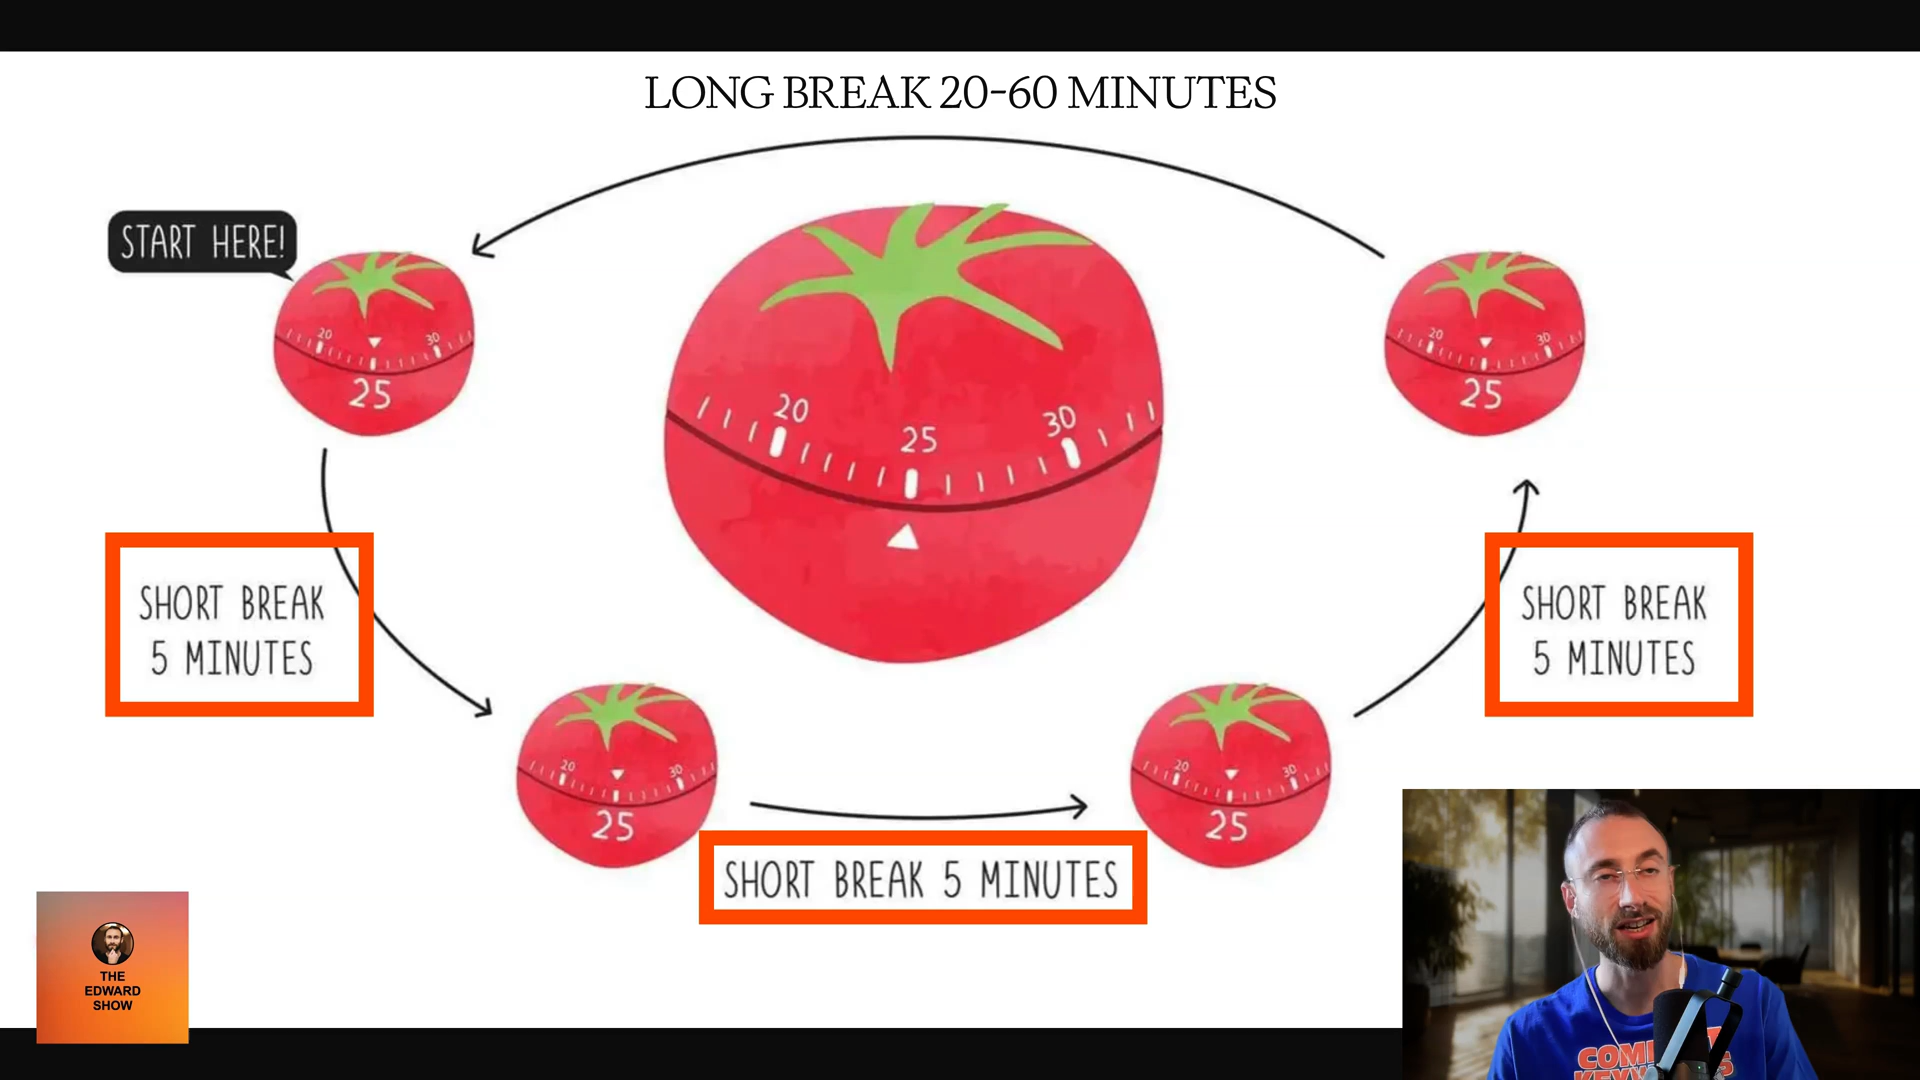 LONG BREAK 20-60 MINUTES
START HERE!
20 30
25
20 25 30
20 30
25
SHORT BREAK
5 MINUTES
SHORT BREAK
5 MINUTES
20 30
25
20 30
25
SHORT BREAK 5 MINUTES
THE
EDWARD
SHOW